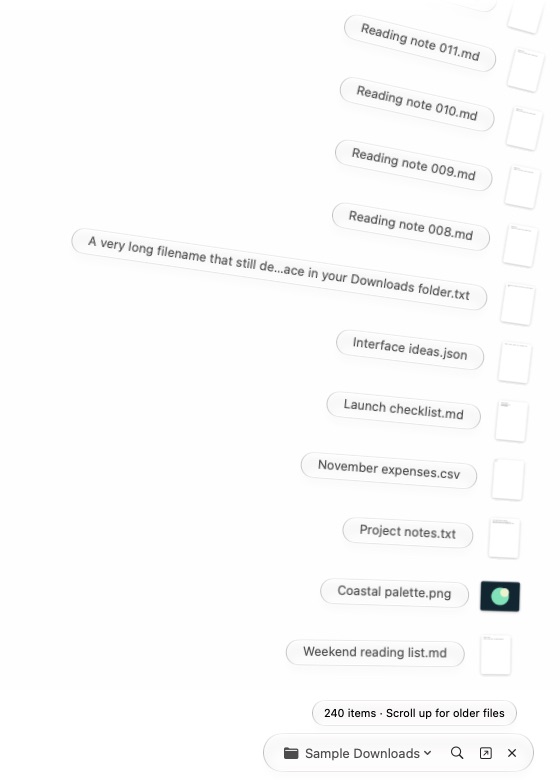 Reading note 011.md
Reading note 010.md
Reading note 009.md
Reading note 008.md
A very long filename that still de...ace in your Downloads folder.txt
Interface ideas.json
Launch checklist.md
November expenses.csv
Project notes.txt
Coastal palette.png
Weekend reading list.md
240 items · Scroll up for older files
Sample Downloads